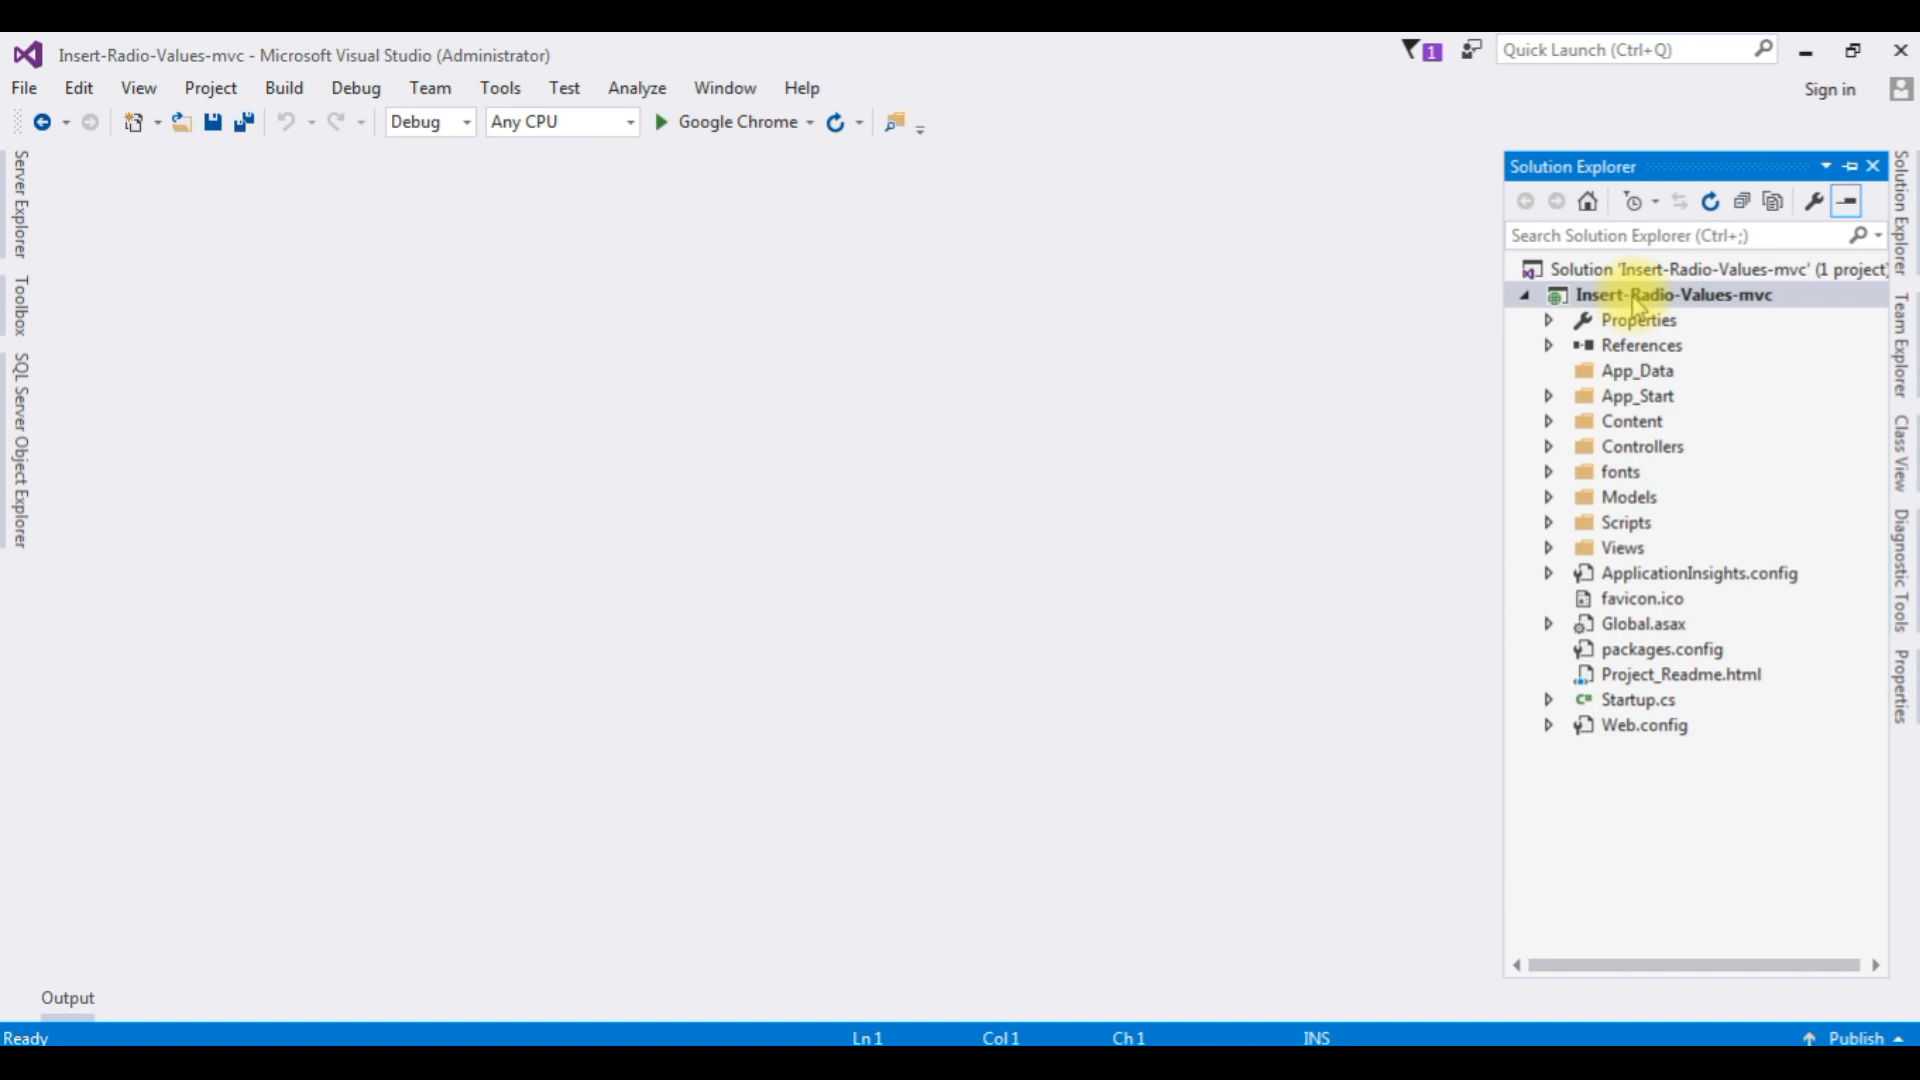 Insert-Radio-Values-mvc - Microsoft Visual Studio (Administrator)
1
Quick Launch (Ctrl+Q)
File Edit View Project Build Debug Team Tools Test Analyze Window Help
Sign in
Debug Any CPU Google Chrome
Server Explorer
Toolbox
SQL Server Object Explorer
Solution Explorer
Search Solution Explorer (Ctrl+;)
Solution 'Insert-Radio-Values-mvc' (1 project)
Insert-Radio-Values-mvc
Properties
References
App_Data
App_Start
Content
Controllers
fonts
Models
Scripts
Views
ApplicationInsights.config
favicon.ico
Global.asax
packages.config
Project_Readme.html
C# Startup.cs
Web.config
Solution Explorer
Team Explorer
Class View
Diagnostic Tools
Properties
Output
Ready Ln 1 Col 1 Ch 1 INS Publish